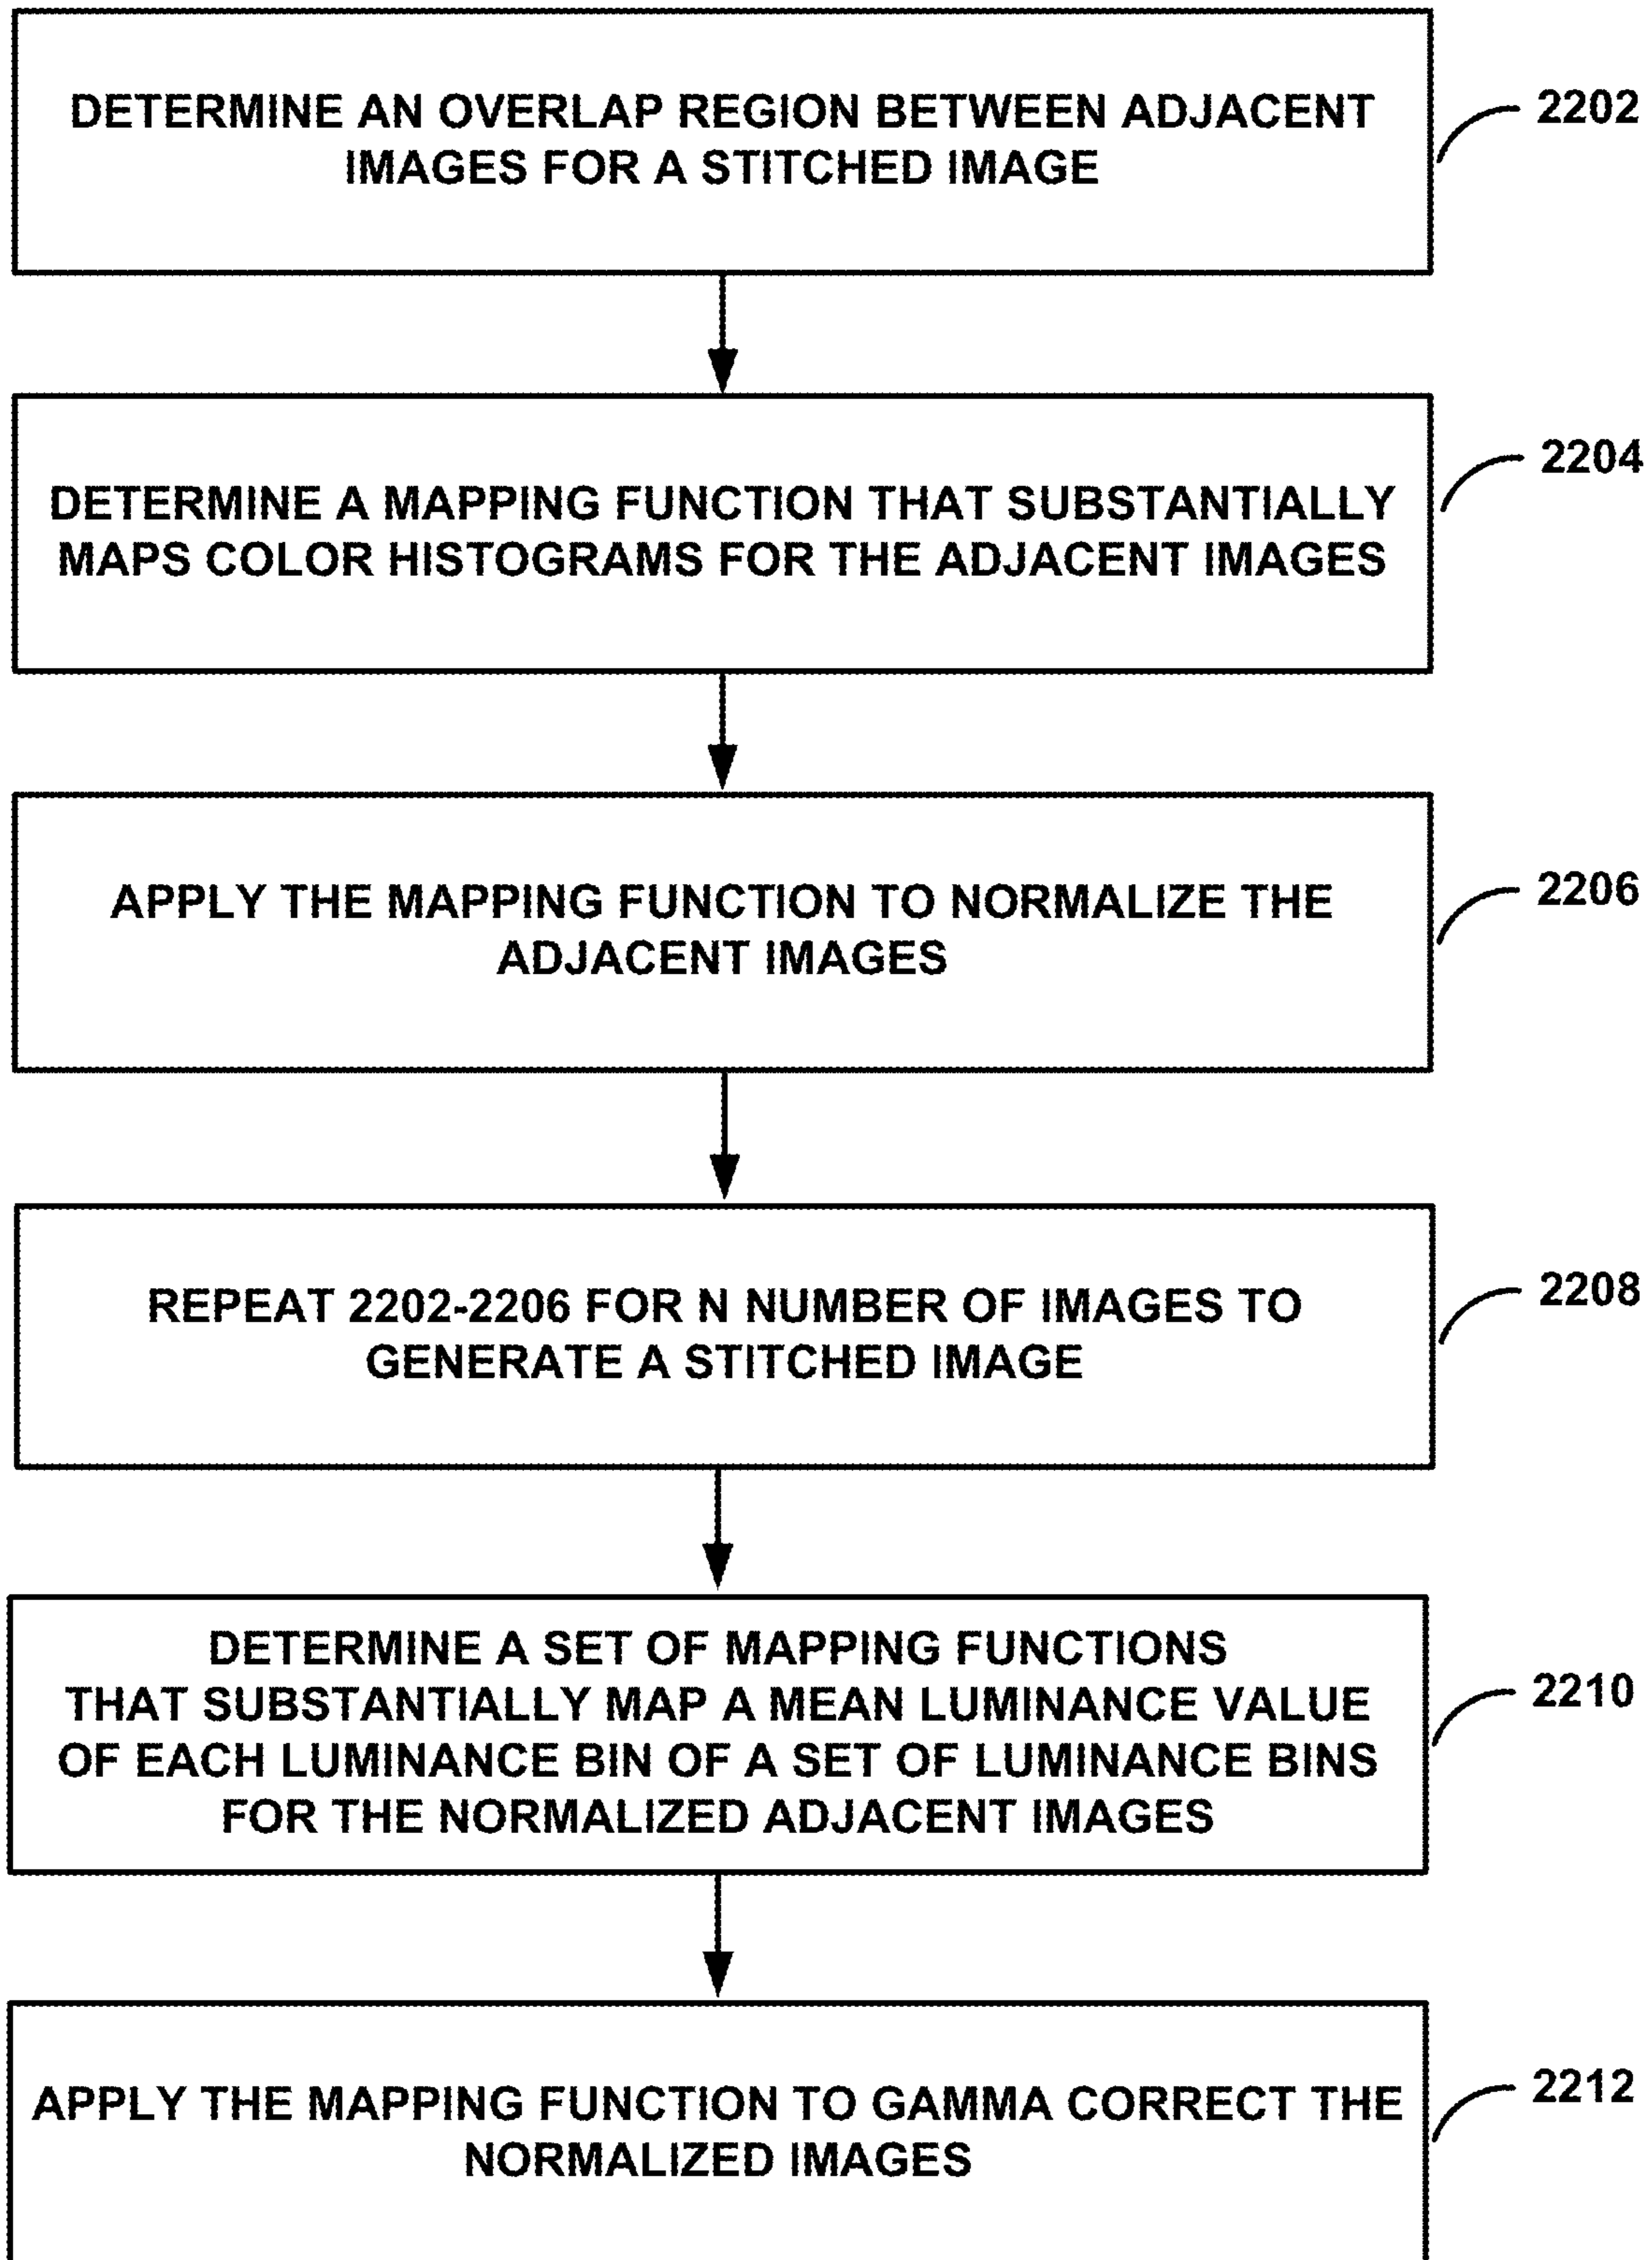 DETERMINE AN OVERLAP REGION BETWEEN ADJACENT
IMAGES FOR A STITCHED IMAGE
2202
DETERMINE A MAPPING FUNCTION THAT SUBSTANTIALLY
MAPS COLOR HISTOGRAMS FOR THE ADJACENT IMAGES
2204
APPLY THE MAPPING FUNCTION TO NORMALIZE THE
ADJACENT IMAGES
2206
REPEAT 2202-2206 FOR N NUMBER OF IMAGES TO
GENERATE A STITCHED IMAGE
2208
DETERMINE A SET OF MAPPING FUNCTIONS
THAT SUBSTANTIALLY MAP A MEAN LUMINANCE VALUE
OF EACH LUMINANCE BIN OF A SET OF LUMINANCE BINS
FOR THE NORMALIZED ADJACENT IMAGES
2210
APPLY THE MAPPING FUNCTION TO GAMMA CORRECT THE
NORMALIZED IMAGES
2212